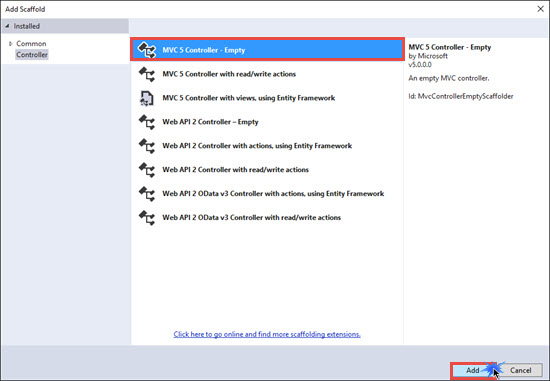 Add Scaffold
Installed
Common
Controller
MVC 5 Controller - Empty
MVC 5 Controller with read/write actions
MVC 5 Controller with views, using Entity Framework
Web API 2 Controller – Empty
Web API 2 Controller with actions, using Entity Framework
Web API 2 Controller with read/write actions
Web API 2 OData v3 Controller with actions, using Entity Framework
Web API 2 OData v3 Controller with read/write actions
Click here to go online and find more scaffolding extensions.
MVC 5 Controller - Empty
by Microsoft
v5.0.0.0
An empty MVC controller.
Id: MvcControllerEmptyScaffolder
Add
Cancel